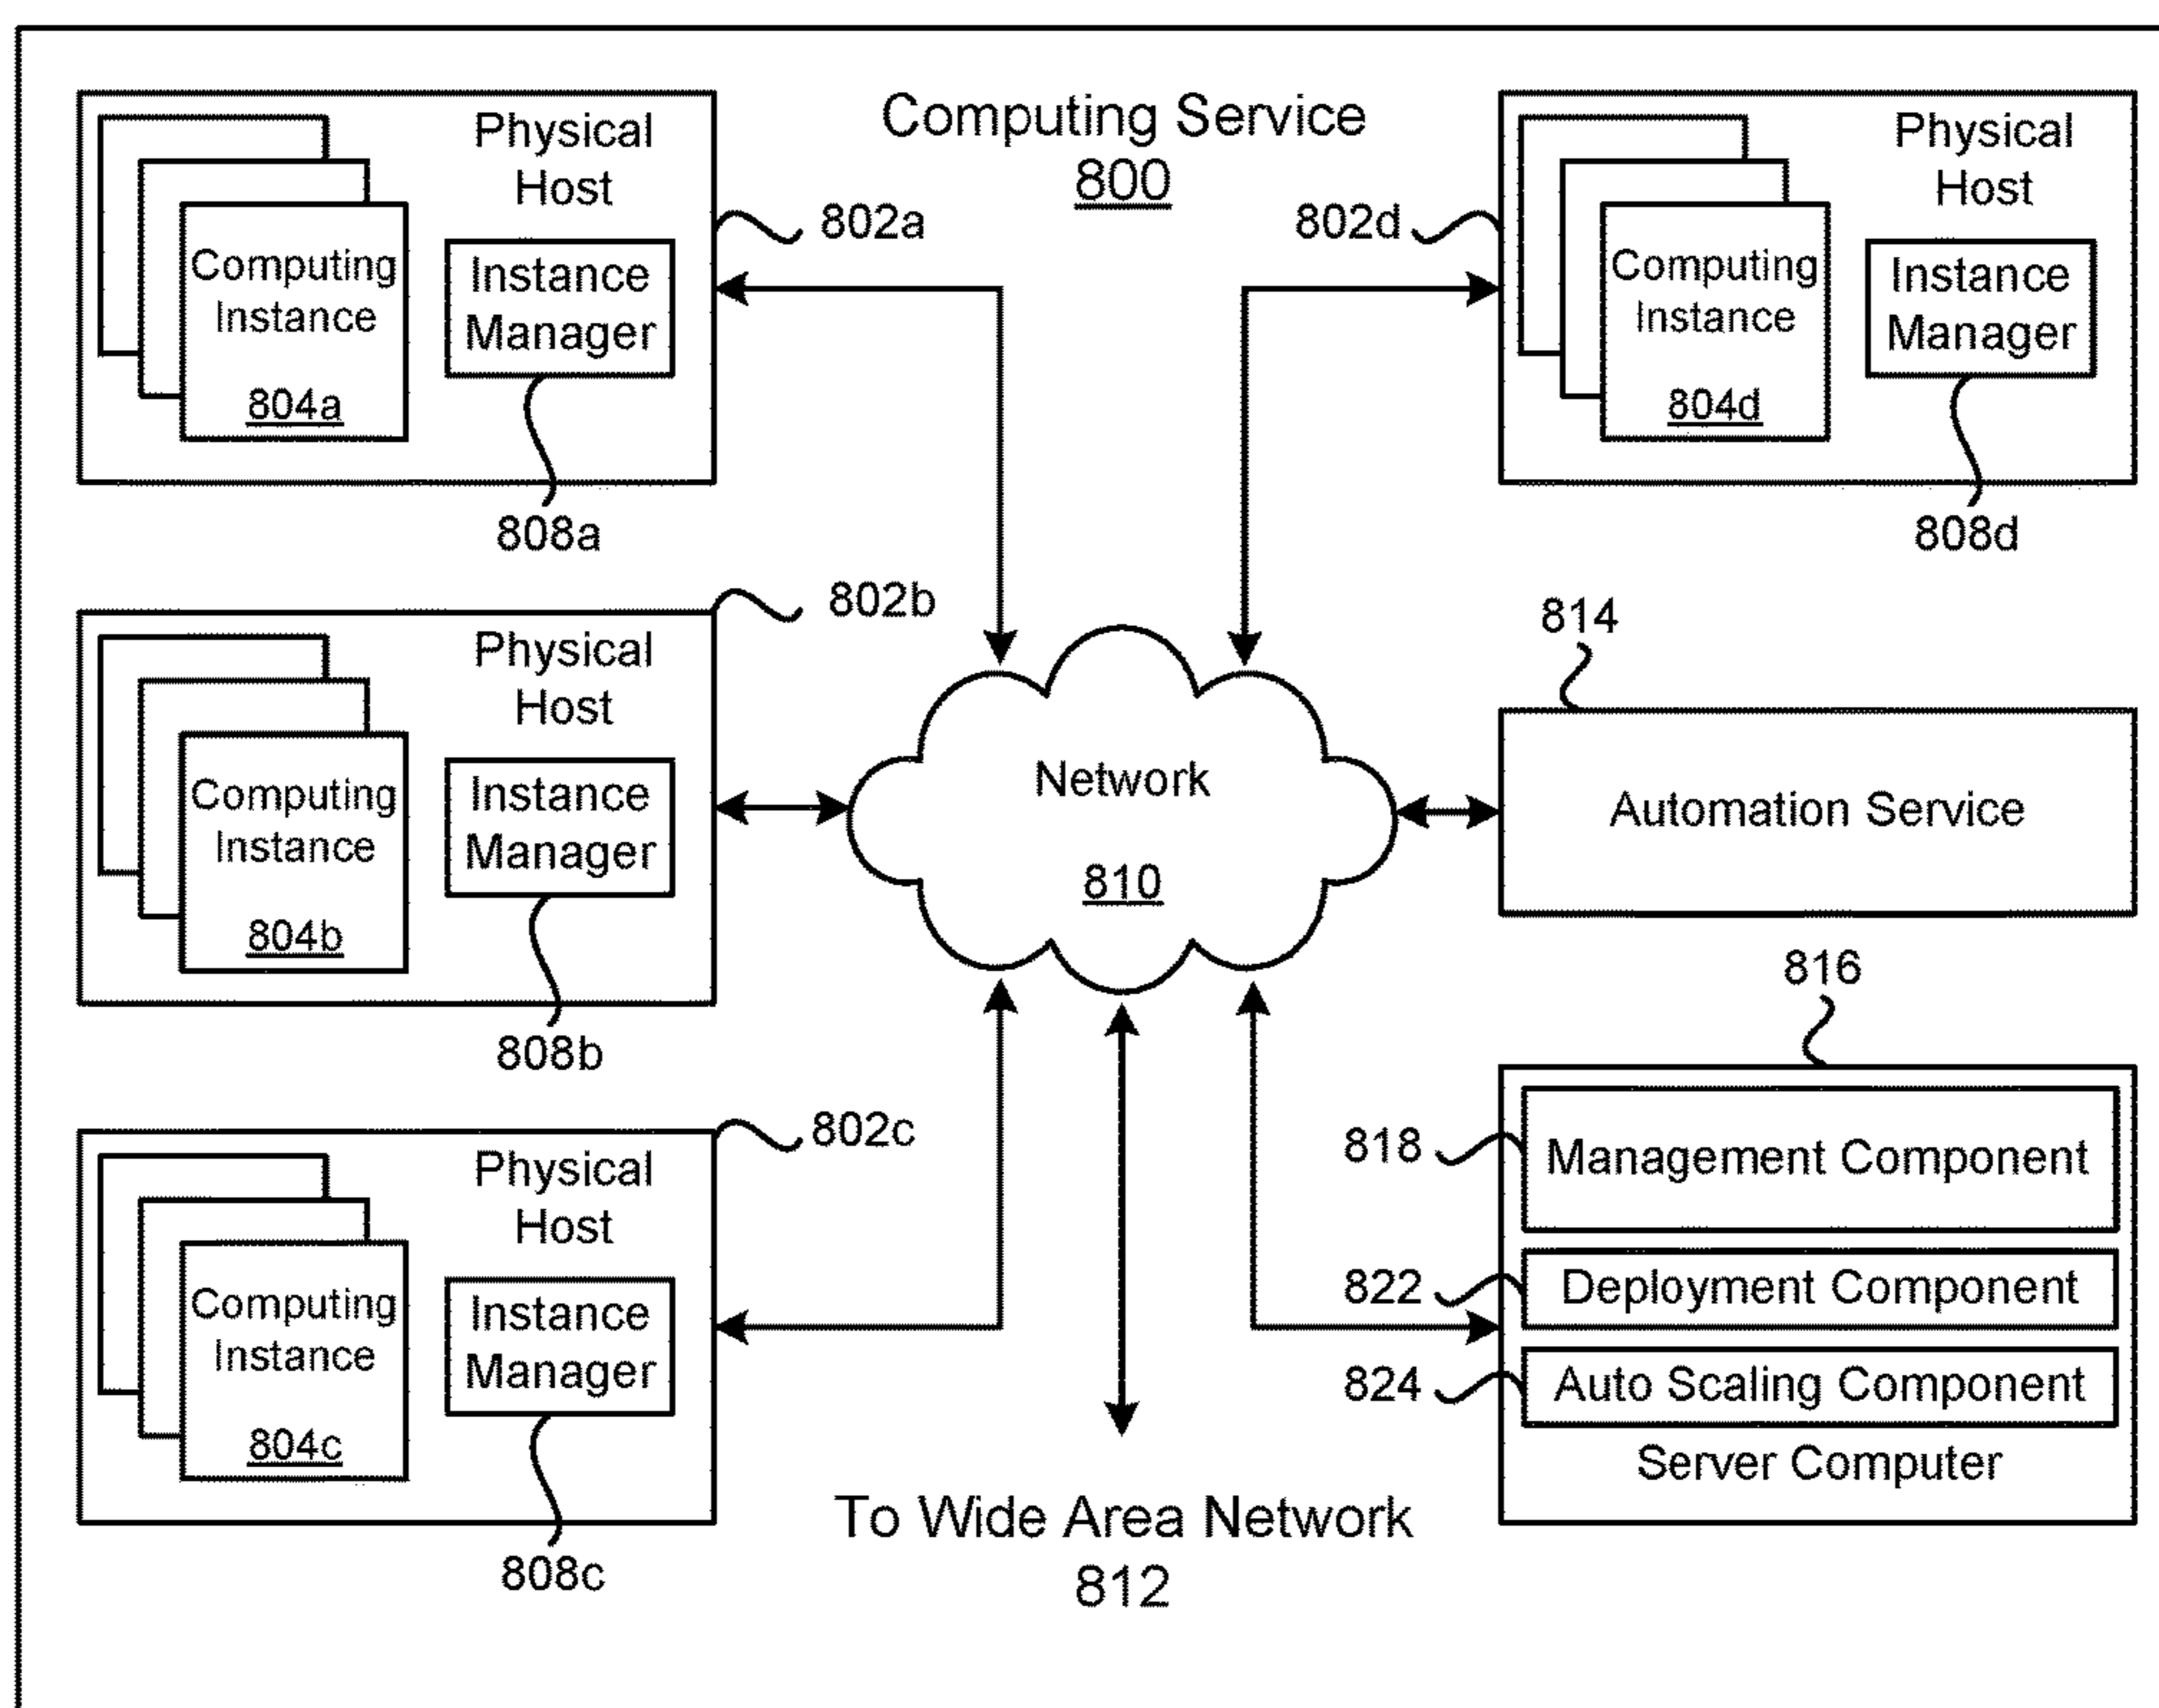 Computing Service
800
Physical
Host
Computing
Instance
804a
Instance
Manager
802a
808a
Physical
Host
Computing
Instance
804d
Instance
Manager
802d
808d
Physical
Host
Computing
Instance
804b
Instance
Manager
802b
808b
Network
810
814
Automation Service
Physical
Host
Computing
Instance
804c
Instance
Manager
802c
808c
816
818
Management Component
822
Deployment Component
824
Auto Scaling Component
Server Computer
To Wide Area Network
812